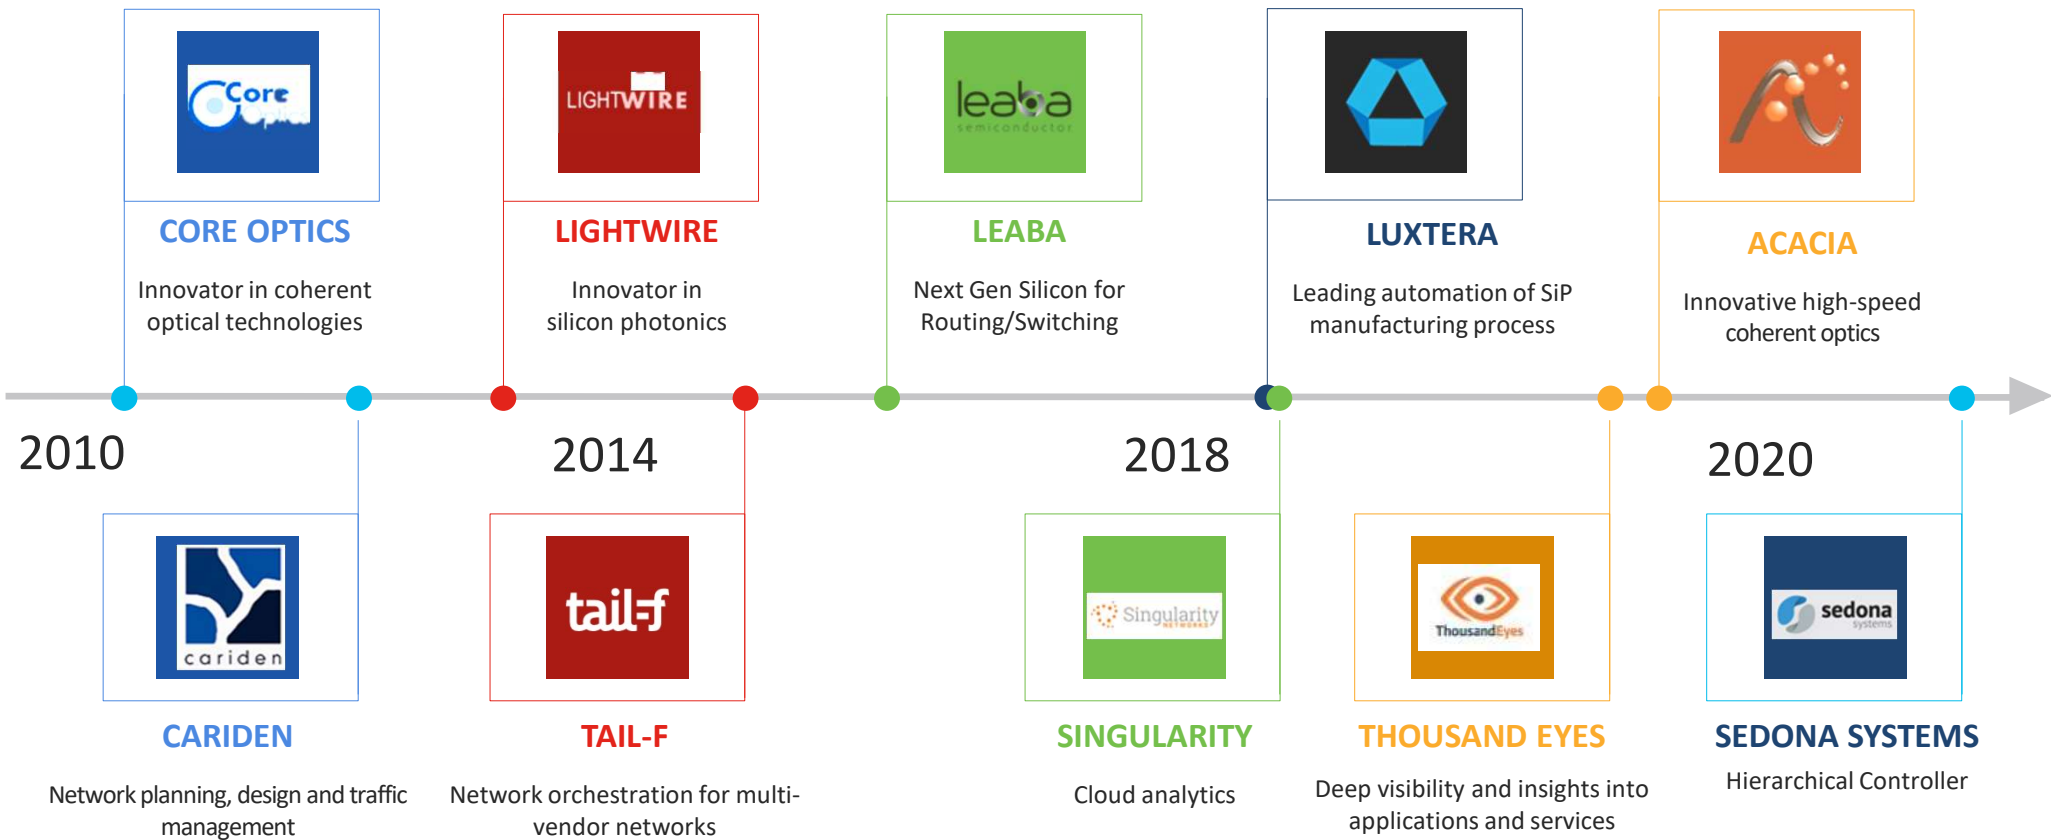 Core
Optics
CORE OPTICS
Innovator in coherent
optical technologies
LIGHTWIRE
LIGHTWIRE
Innovator in
silicon photonics
leaba
semiconductor
LEABA
Next Gen Silicon for
Routing/Switching
LUXTERA
Leading automation of SiP
manufacturing process
ACACIA
Innovative high-speed
coherent optics
2010
2014
2018
2020
cariden
CARIDEN
Network planning, design and traffic
management
tail-f
TAIL-F
Network orchestration for multi-
vendor networks
Singularity
NETWORKS
SINGULARITY
Cloud analytics
ThousandEyes
THOUSAND EYES
Deep visibility and insights into
applications and services
sedona
systems
SEDONA SYSTEMS
Hierarchical Controller